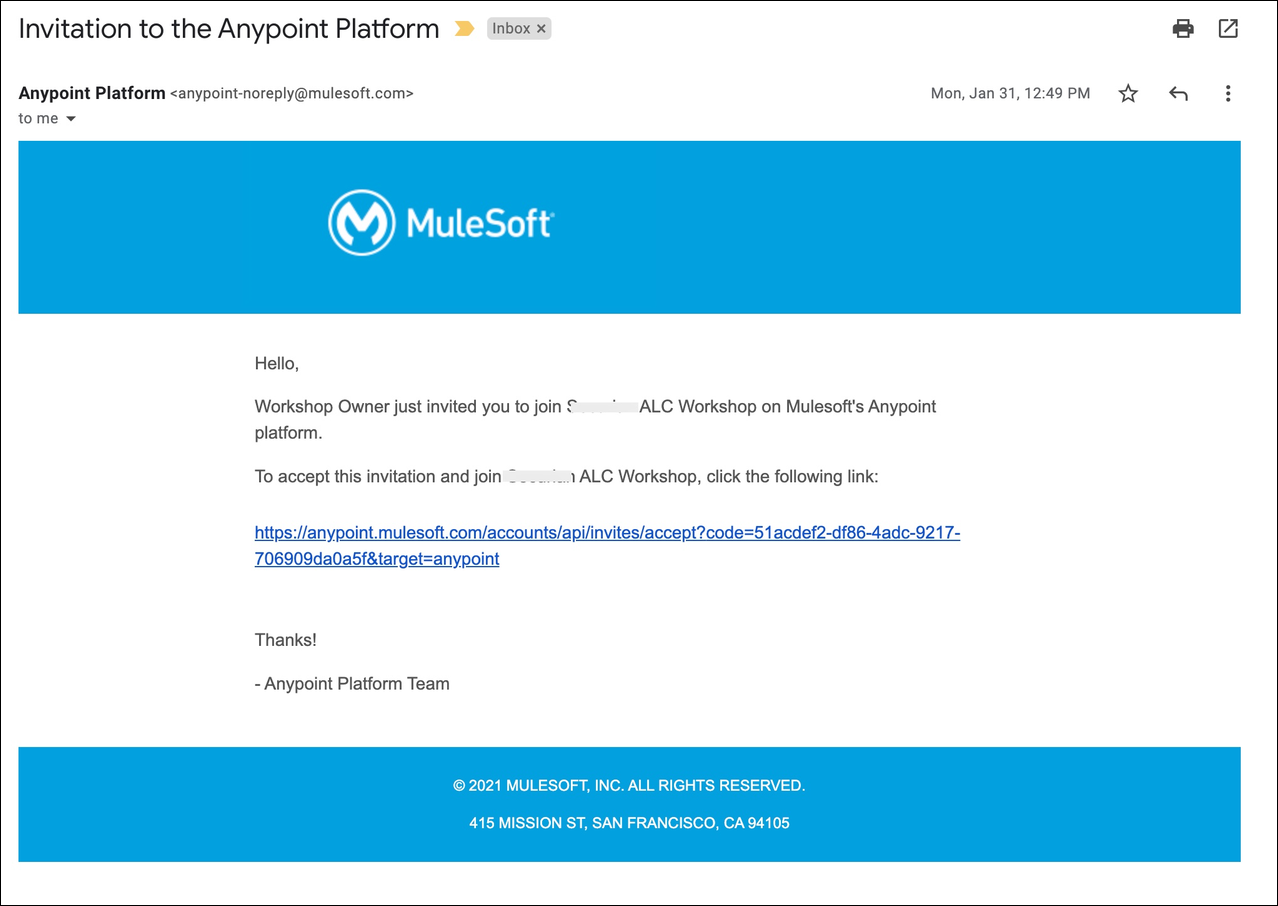 Invitation to the Anypoint Platform
Inbox ×
Anypoint Platform <anypoint-noreply@mulesoft.com>
Mon, Jan 31, 12:49 PM
to me
MuleSoft
Hello,
Workshop Owner just invited you to join ALC Workshop on Mulesoft's Anypoint
platform.
To accept this invitation and join ALC Workshop, click the following link:
https://anypoint.mulesoft.com/accounts/api/invites/accept?code=51acdef2-df86-4adc-9217-
706909da0a5f&target=anypoint
Thanks!
- Anypoint Platform Team
© 2021 MULESOFT, INC. ALL RIGHTS RESERVED.
415 MISSION ST, SAN FRANCISCO, CA 94105